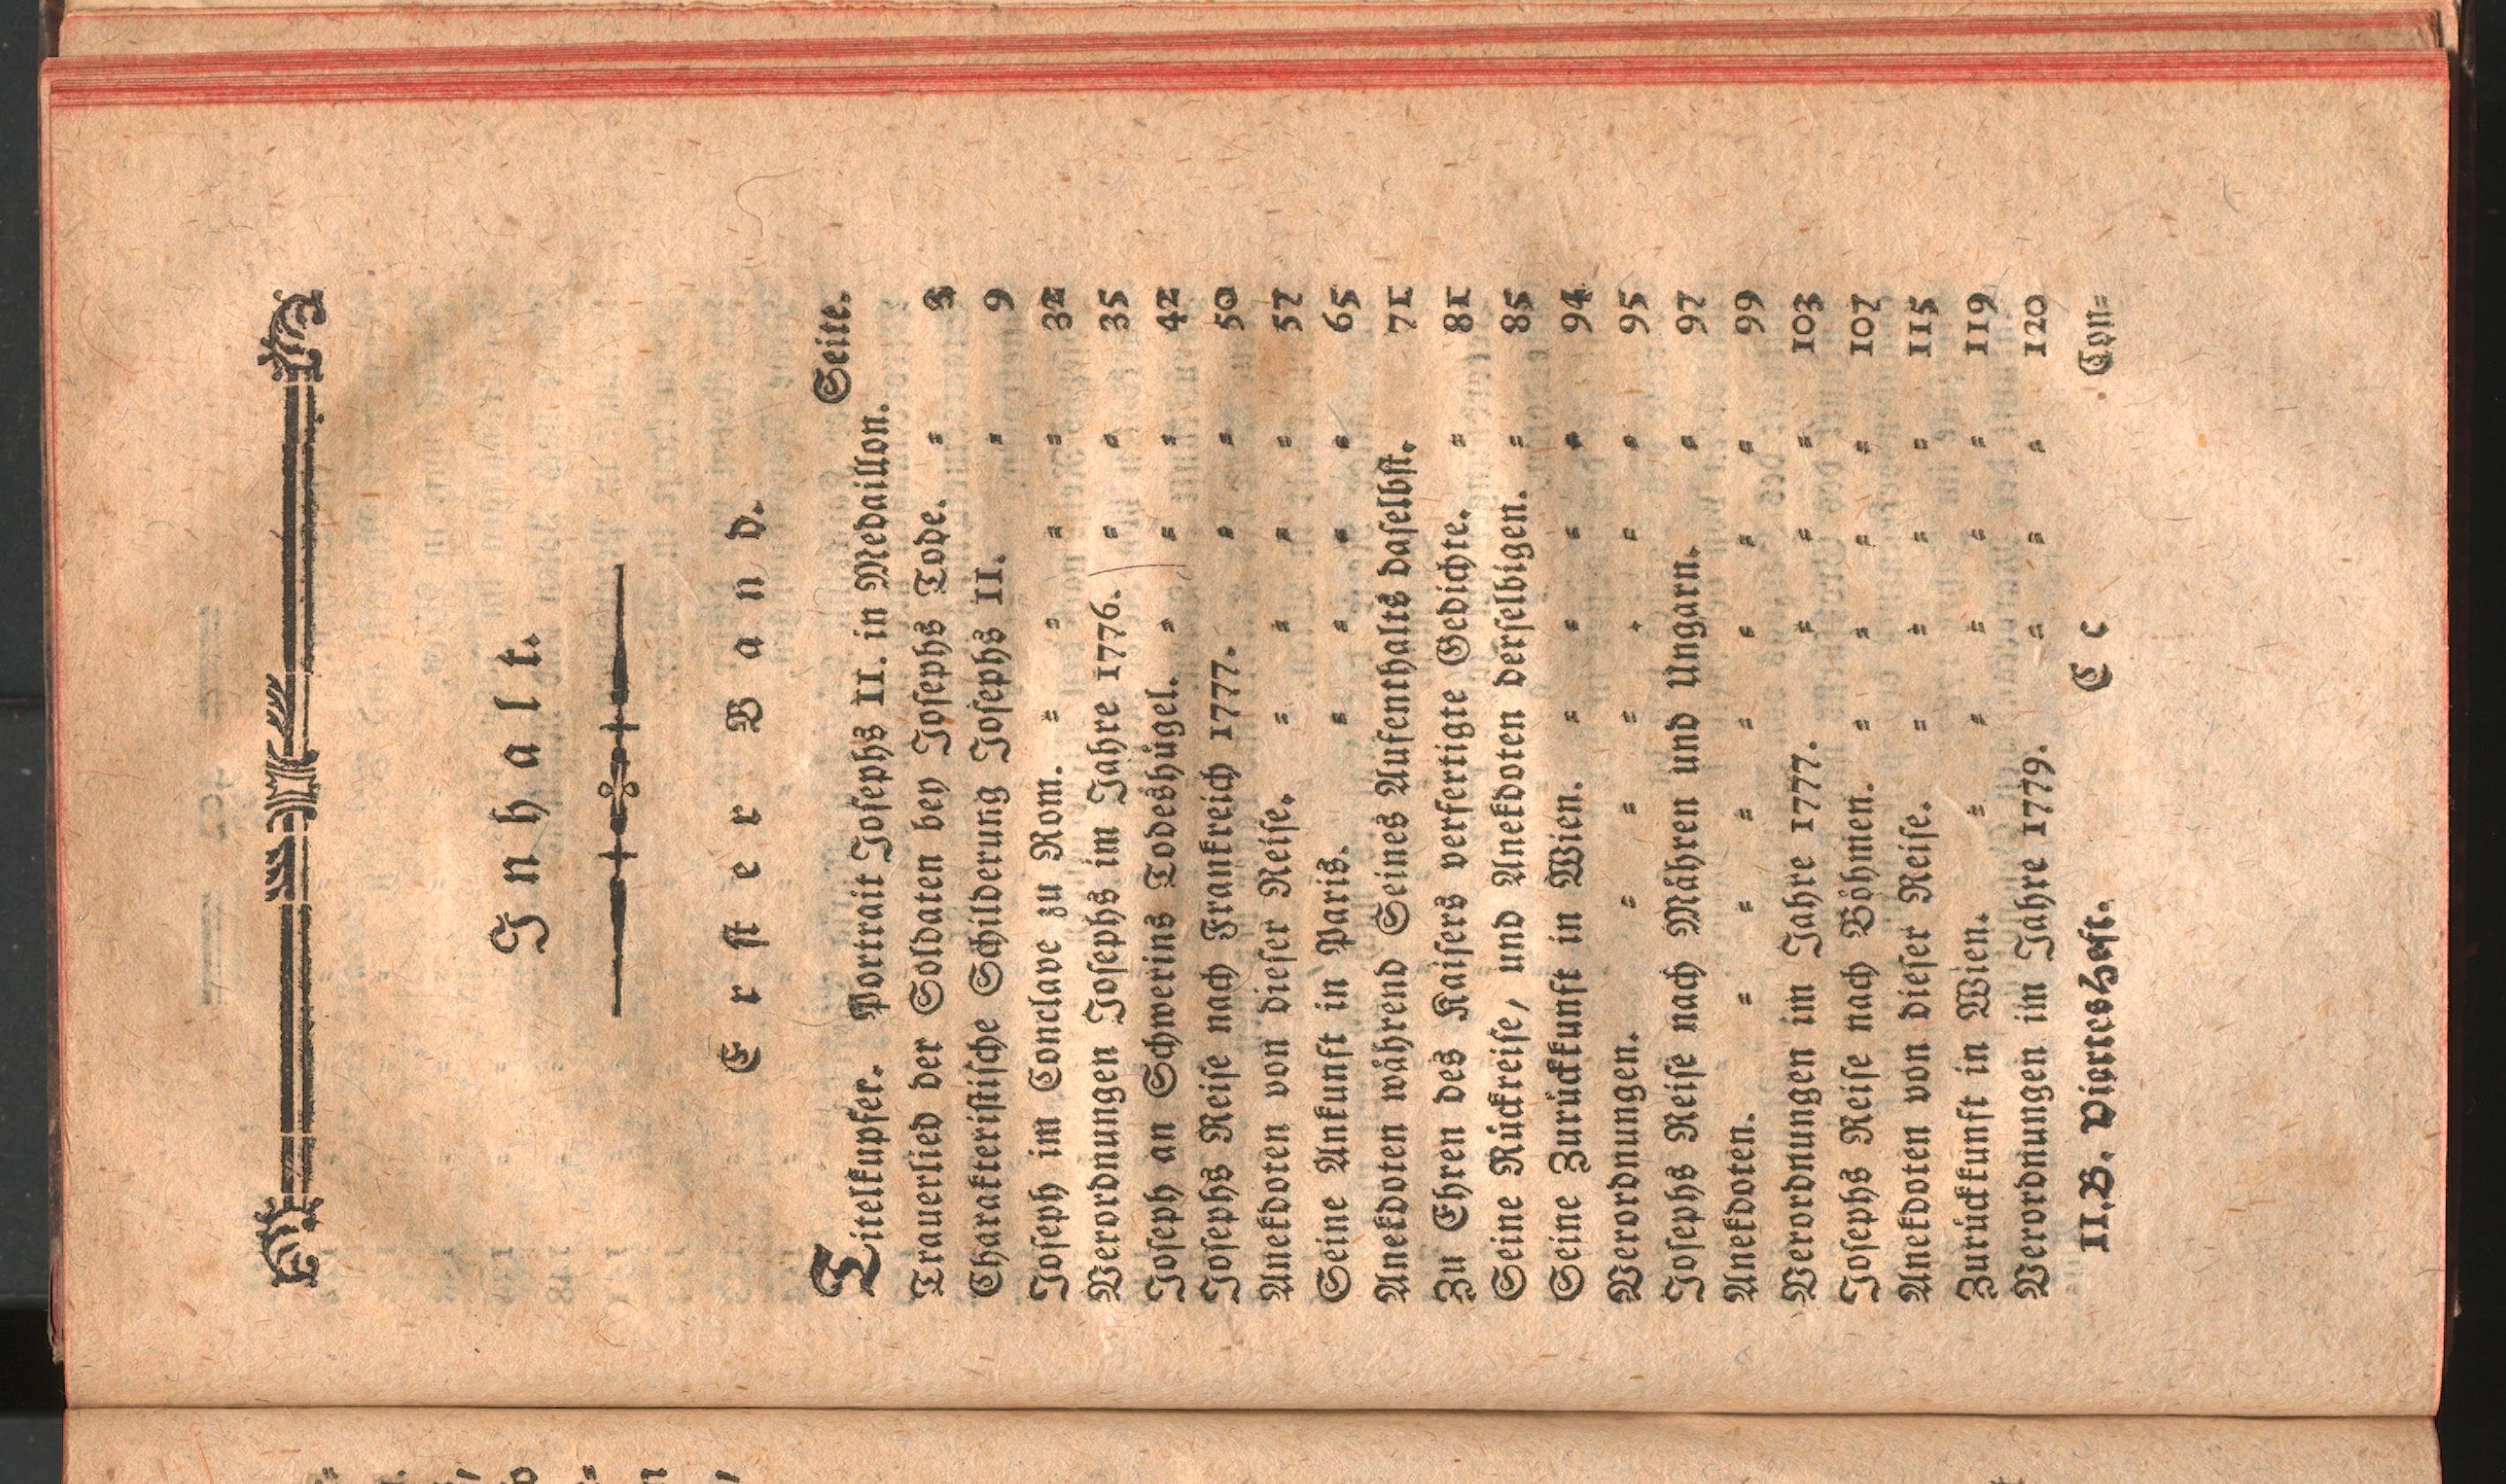 Inhalt.
Erster Band.
Seite.
Titelkupfer. Portrait Josephs II. in Medaillon.
Trauerlied der Soldaten bey Josephs Tode. = 3
Charakteristische Schilderung Josephs II. = 9
Joseph im Conclave zu Rom. = = = = 32
Verordnungen Josephs im Jahre 1776. = = 35
Joseph an Schwerins Todeshügel. = = = 42
Josephs Reise nach Frankreich 1777. = = 50
Anekdoten von dieser Reise. = = = = 57
Seine Ankunft in Paris. = = = = 65
Anekdoten während Seines Aufenthalts daselbst. 71
Zu Ehren des Kaisers verfertigte Gedichte. = 81
Seine Rückreise, und Anekdoten derselbigen. = 85
Seine Zurückkunft in Wien. = = = = 94
Verordnungen. = = = = = = 95
Josephs Reise nach Mähren und Ungarn. = 97
Anekdoten. = = = = = = = 99
Verordnungen im Jahre 1777. = = = 103
Josephs Reise nach Böhmen. = = = = 107
Anekdoten von dieser Reise. = = = = 115
Zurückkunft in Wien. = = = = = 119
Verordnungen im Jahre 1779. = = = 120
II. B. Viertes Heft. C c Con=